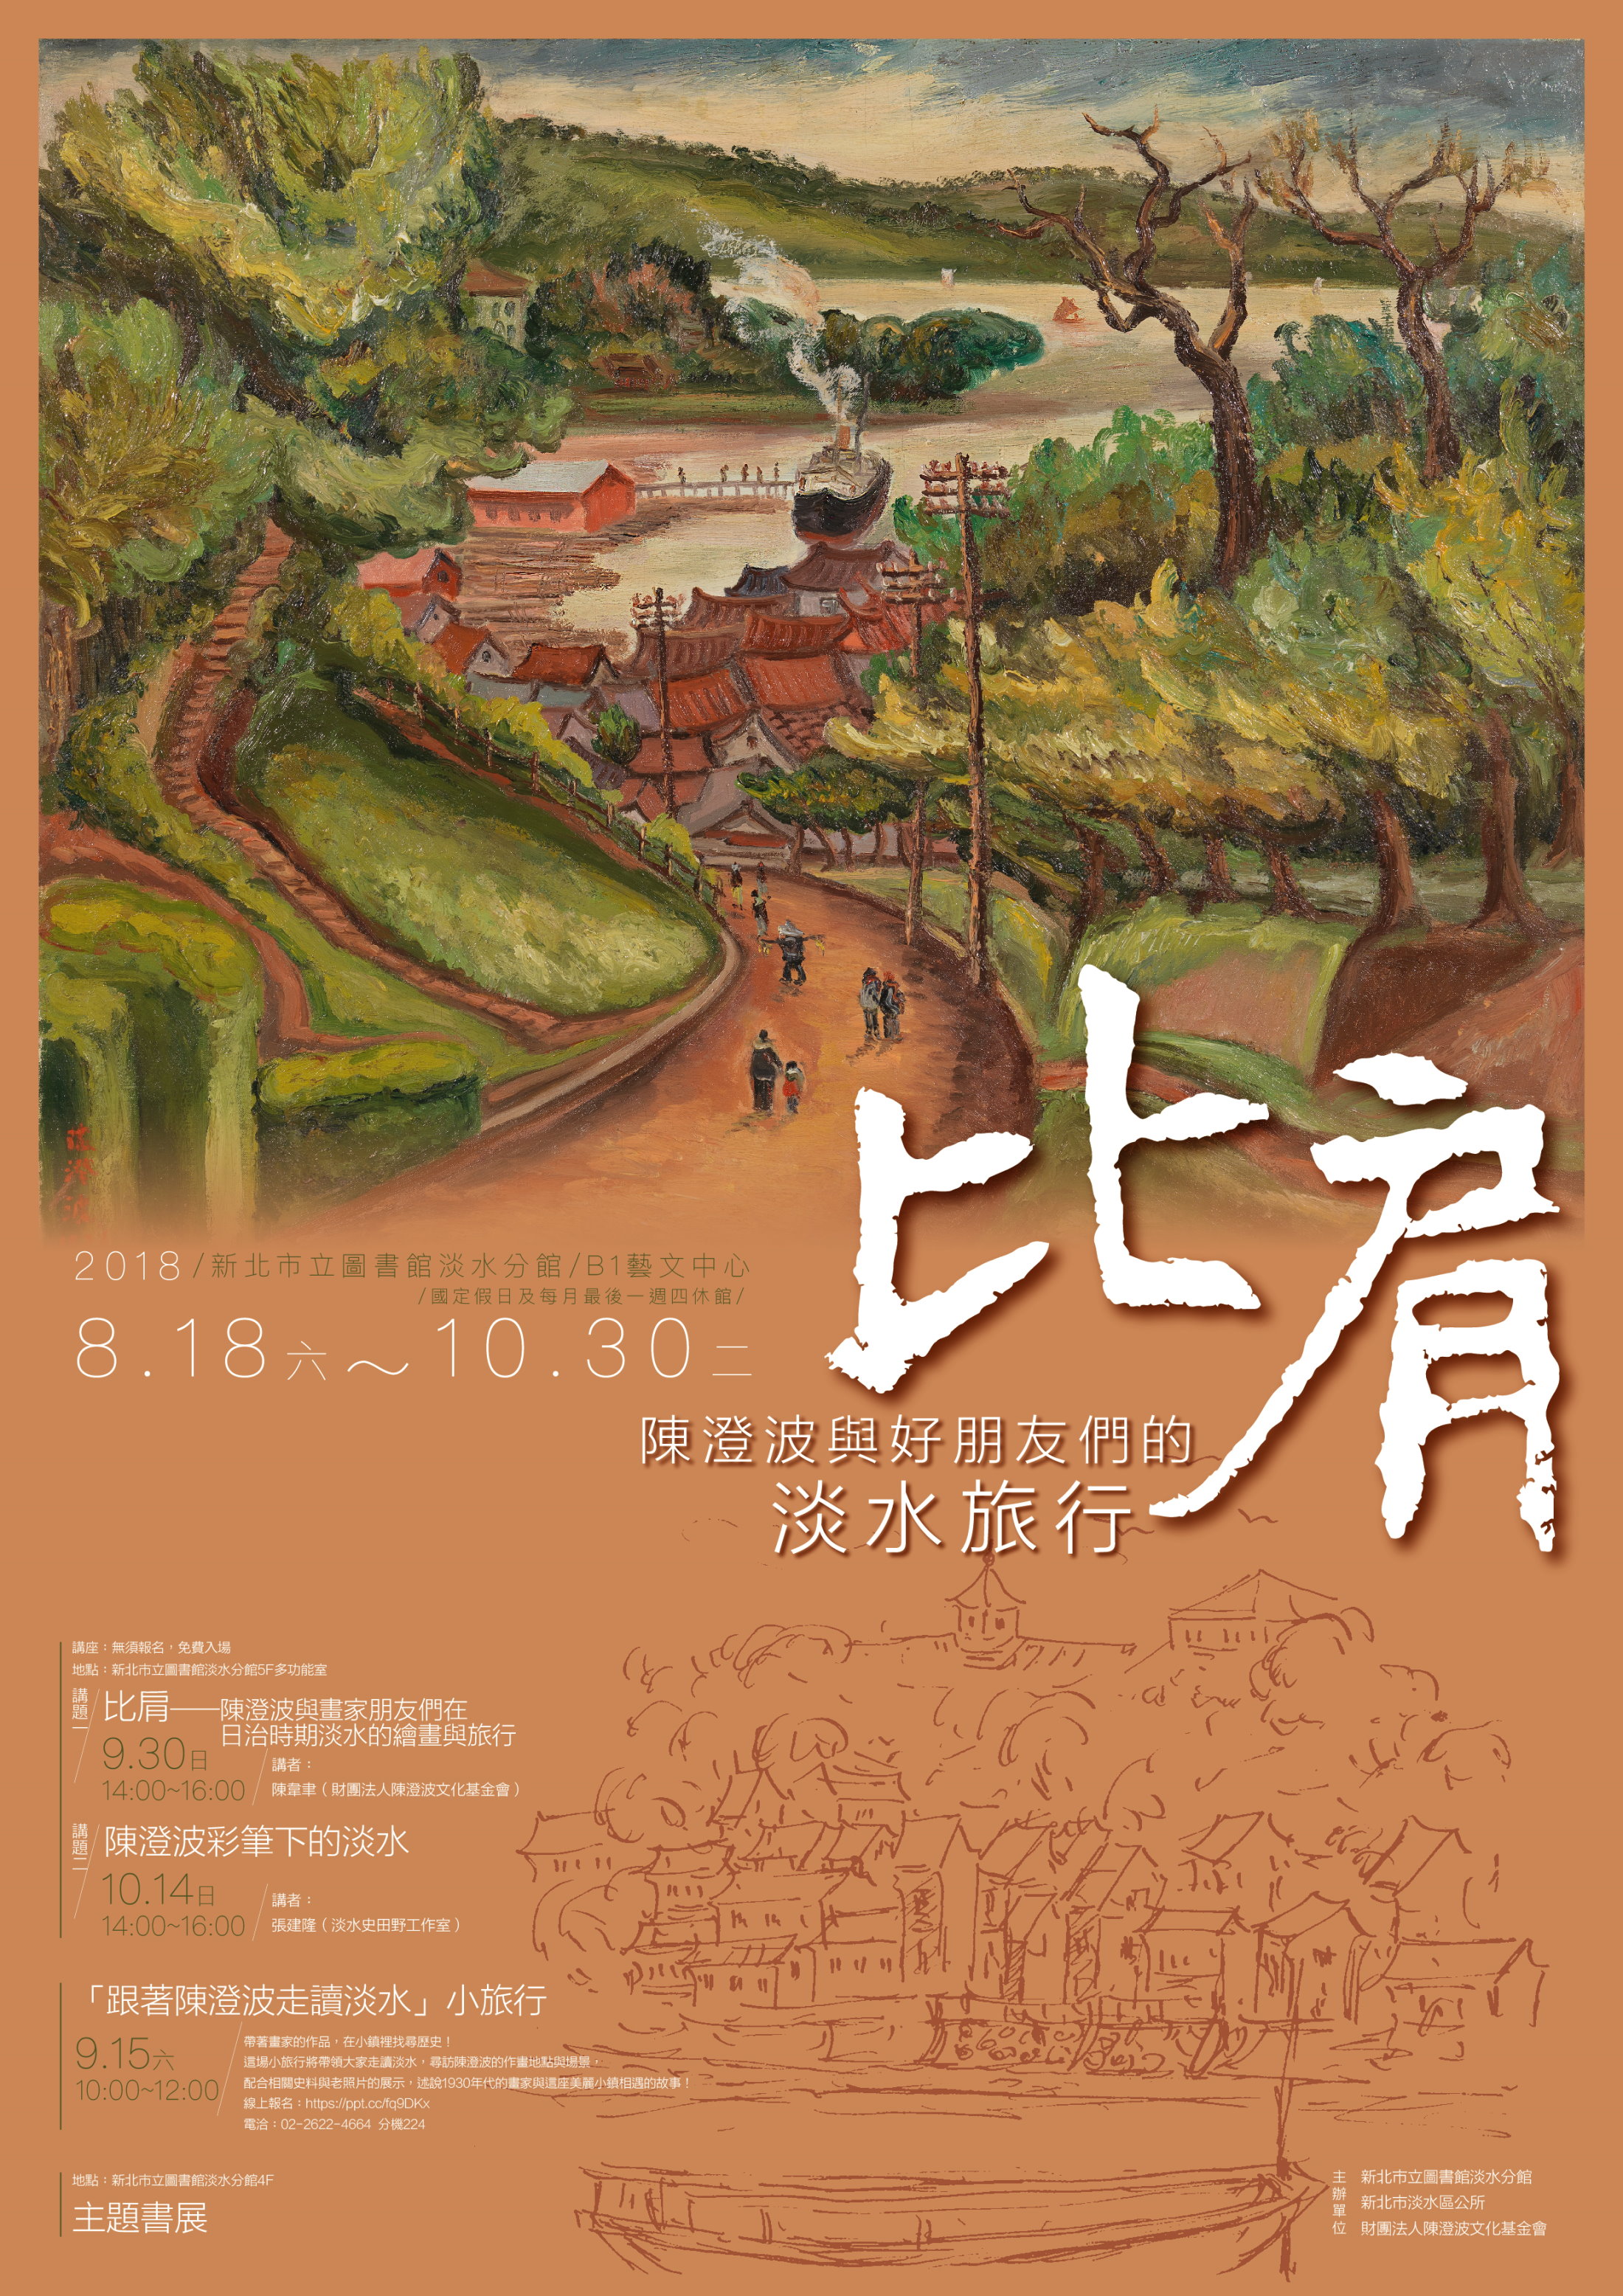 陳澄波
比肩
2018/新北市立圖書館淡水分館/B1藝文中心
/國定假日及每月最後一週四休館/
8.18六～10.30二
陳澄波與好朋友們的
淡水旅行
講座：無須報名，免費入場
地點：新北市立圖書館淡水分館5F多功能室
講題一
比肩——陳澄波與畫家朋友們在
日治時期淡水的繪畫與旅行
9.30日
14:00~16:00
講者：
陳韋聿（財團法人陳澄波文化基金會）
講題二
陳澄波彩筆下的淡水
10.14日
14:00~16:00
講者：
張建隆（淡水史田野工作室）
「跟著陳澄波走讀淡水」小旅行
9.15六
10:00~12:00
帶著畫家的作品，在小鎮裡找尋歷史！
這場小旅行將帶領大家走讀淡水，尋訪陳澄波的作畫地點與場景，
配合相關史料與老照片的展示，述說1930年代的畫家與這座美麗小鎮相遇的故事！
線上報名：https://ppt.cc/fq9DKx
電洽：02-2622-4664 分機224
地點：新北市立圖書館淡水分館4F
主題書展
主辦單位
新北市立圖書館淡水分館
新北市淡水區公所
財團法人陳澄波文化基金會